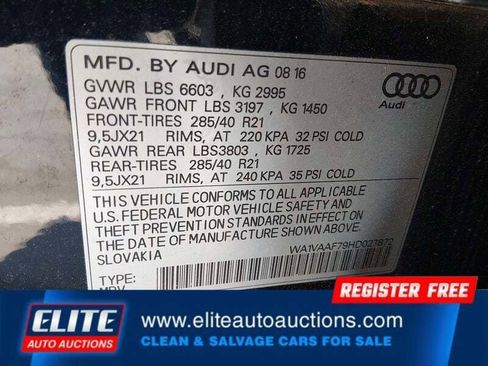 MFD. BY AUDI AG 08 16
GVWR LBS 6603 , KG 2995
GAWR FRONT LBS 3197 , KG 1450
FRONT-TIRES 285/40 R21
9,5JX21 RIMS, AT 220 KPA 32 PSI COLD
GAWR REAR LBS3803 , KG 1725
REAR-TIRES 285/40 R21
9,5JX21 RIMS, AT 240 KPA 35 PSI COLD
THIS VEHICLE CONFORMS TO ALL APPLICABLE
U.S. FEDERAL MOTOR VEHICLE SAFETY AND
THEFT PREVENTION STANDARDS IN EFFECT ON
THE DATE OF MANUFACTURE SHOWN ABOVE
SLOVAKIA
WA1VAAF79HD027872
TYPE:
MPV
Audi
REGISTER FREE
ELITE
AUTO AUCTIONS
www.eliteautoauctions.com
CLEAN & SALVAGE CARS FOR SALE